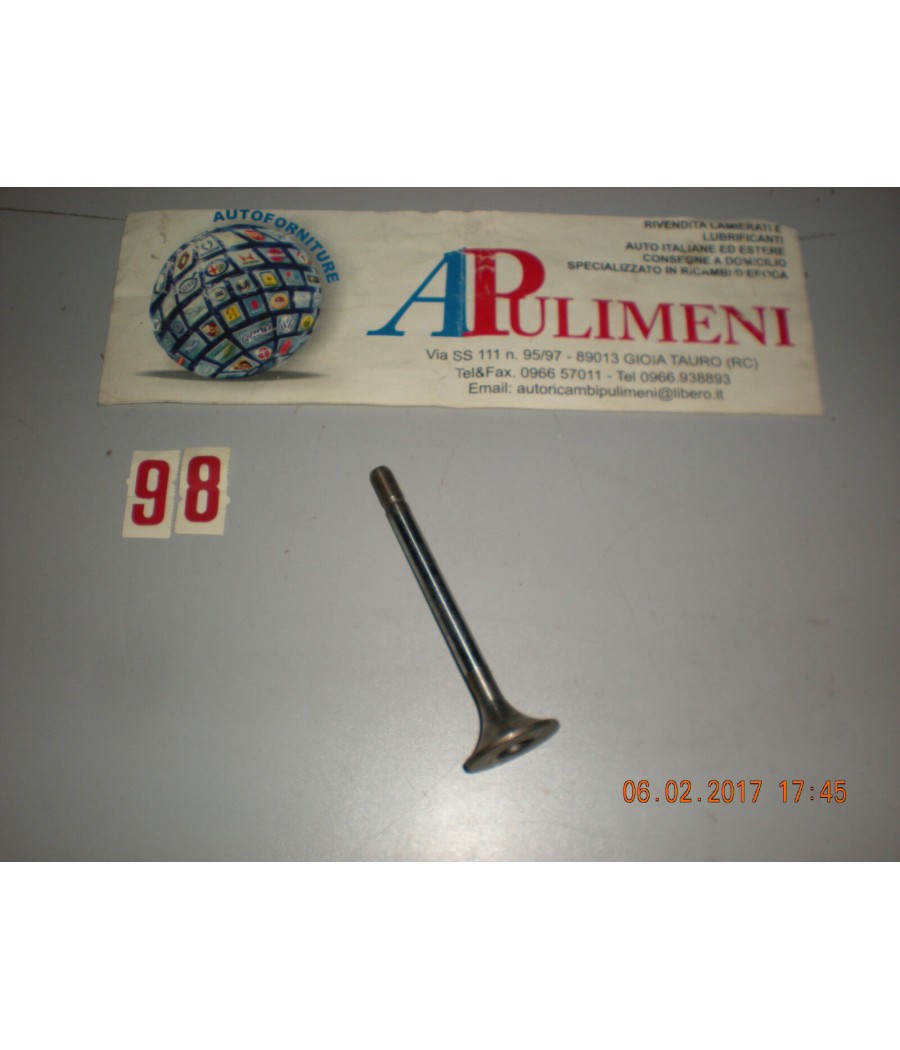 AUTOFORNITURE
RIVENDITA LAMIERATI E
LUBRIFICANTI
AUTO ITALIANE ED ESTERE
CONSEGNE A DOMICILIO
SPECIALIZZATO IN RICAMBI D'EPOCA
APULIMENI
Via SS 111 n. 95/97 - 89013 GIOIA TAURO (RC)
Tel&Fax. 0966 57011 - Tel 0966.938893
Email: autoricambipulimeni@libero.it
98
06.02.2017 17:45